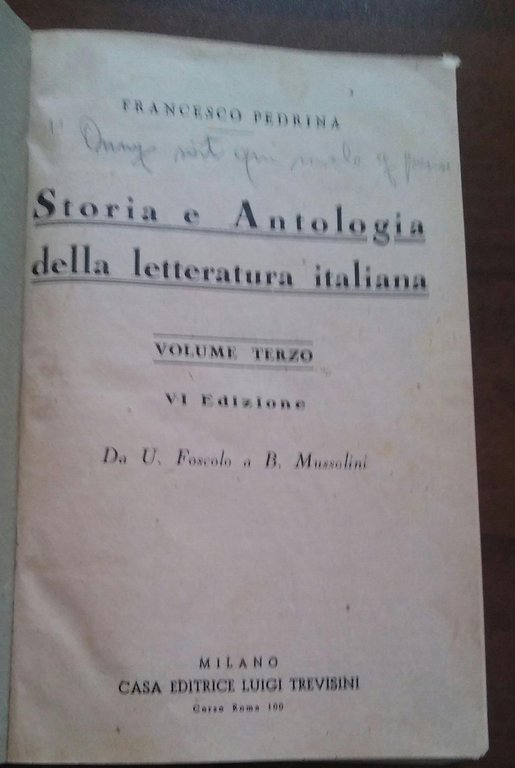 FRANCESCO PEDRINA
Storia e Antologia
della letteratura italiana
VOLUME TERZO
VI Edizione
Da U. Foscolo a B. Mussolini
MILANO
CASA EDITRICE LUIGI TREVISINI
Corso Roma 100